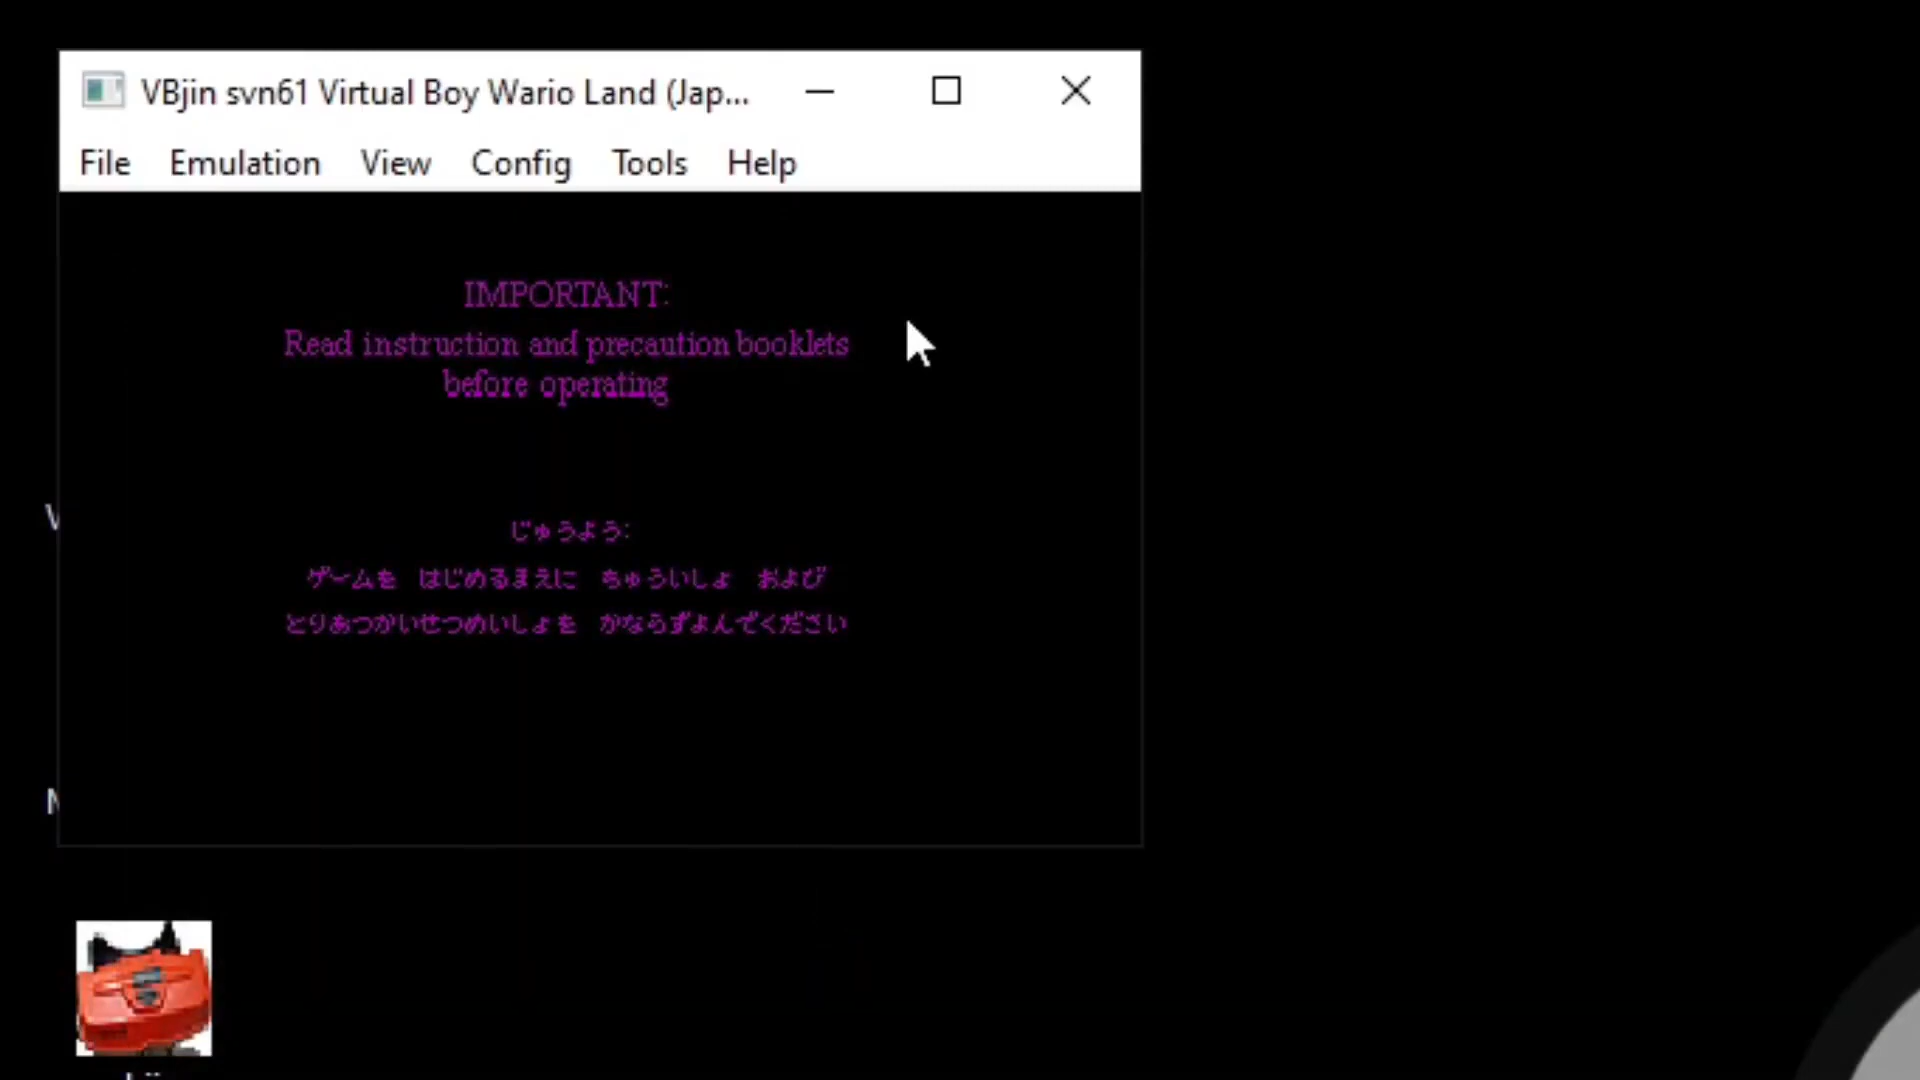 VBjin svn61 Virtual Boy Wario Land (Jap...
File Emulation View Config Tools Help
IMPORTANT:
Read instruction and precaution booklets
before operating
じゅうよう:
ゲームを はじめるまえに ちゅういしょ および
とりあつかいせつめいしょを かならずよんでください